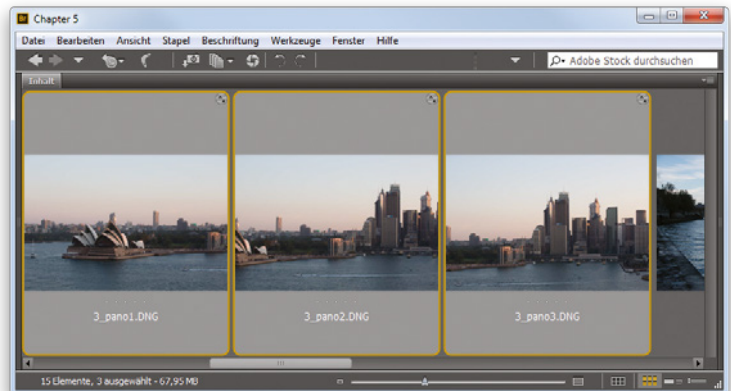 Br Chapter 5
Datei Bearbeiten Ansicht Stapel Beschriftung Werkzeuge Fenster Hilfe
Adobe Stock durchsuchen
Inhalt
3_pano1.DNG 3_pano2.DNG 3_pano3.DNG
15 Elemente, 3 ausgewählt - 67,95 MB